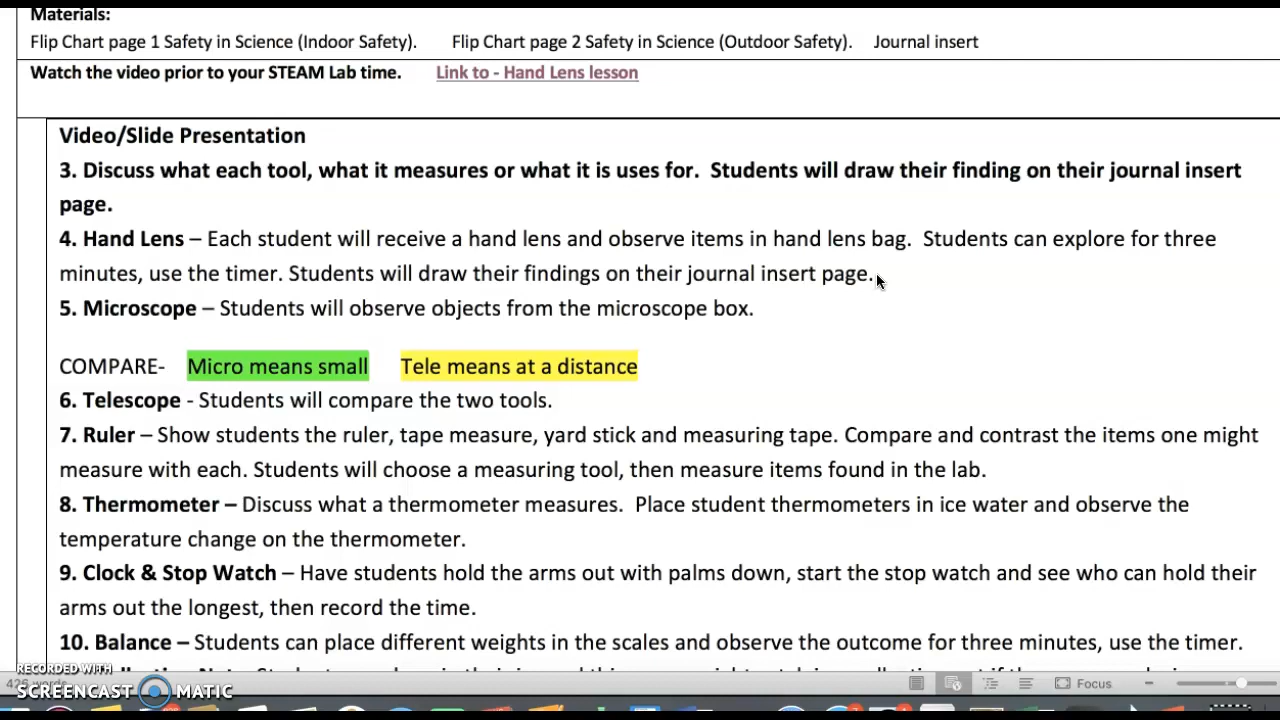 Materials:
Flip Chart page 1 Safety in Science (Indoor Safety). Flip Chart page 2 Safety in Science (Outdoor Safety). Journal insert
Watch the video prior to your STEAM Lab time. Link to - Hand Lens lesson
Video/Slide Presentation
3. Discuss what each tool, what it measures or what it is uses for. Students will draw their finding on their journal insert
page.
4. Hand Lens – Each student will receive a hand lens and observe items in hand lens bag. Students can explore for three
minutes, use the timer. Students will draw their findings on their journal insert page.
5. Microscope – Students will observe objects from the microscope box.
COMPARE- Micro means small Tele means at a distance
6. Telescope - Students will compare the two tools.
7. Ruler – Show students the ruler, tape measure, yard stick and measuring tape. Compare and contrast the items one might
measure with each. Students will choose a measuring tool, then measure items found in the lab.
8. Thermometer – Discuss what a thermometer measures. Place student thermometers in ice water and observe the
temperature change on the thermometer.
9. Clock & Stop Watch – Have students hold the arms out with palms down, start the stop watch and see who can hold their
arms out the longest, then record the time.
10. Balance – Students can place different weights in the scales and observe the outcome for three minutes, use the timer.
RECORDED WITH
SCREENCAST MATIC
Focus